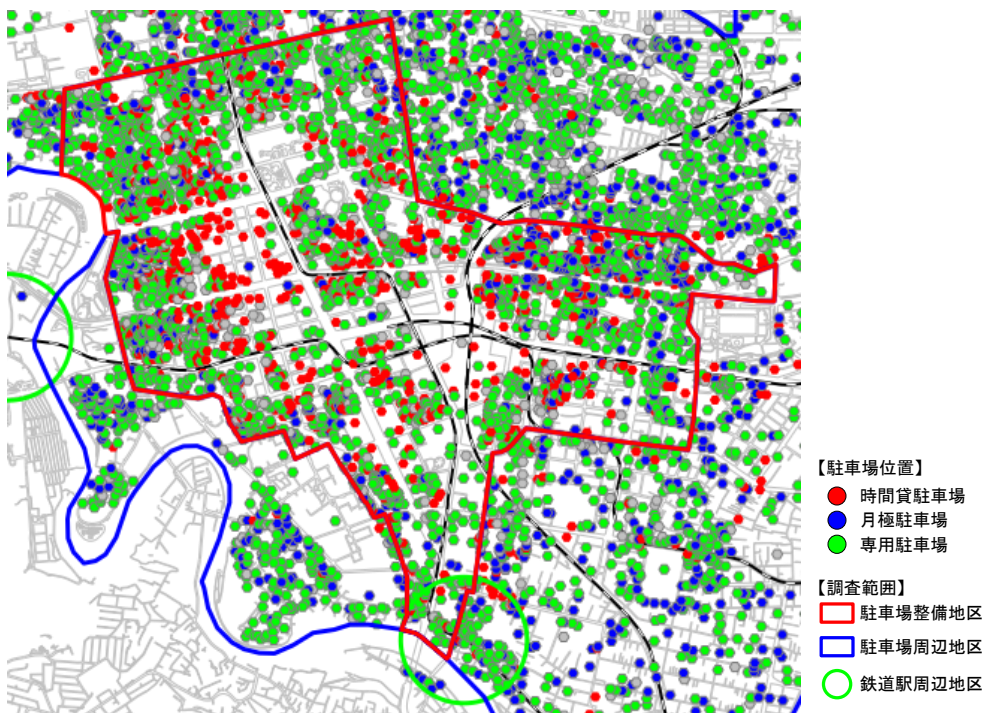 【駐車場位置】
時間貸駐車場
月極駐車場
専用駐車場
【調査範囲】
駐車場整備地区
駐車場周辺地区
鉄道駅周辺地区